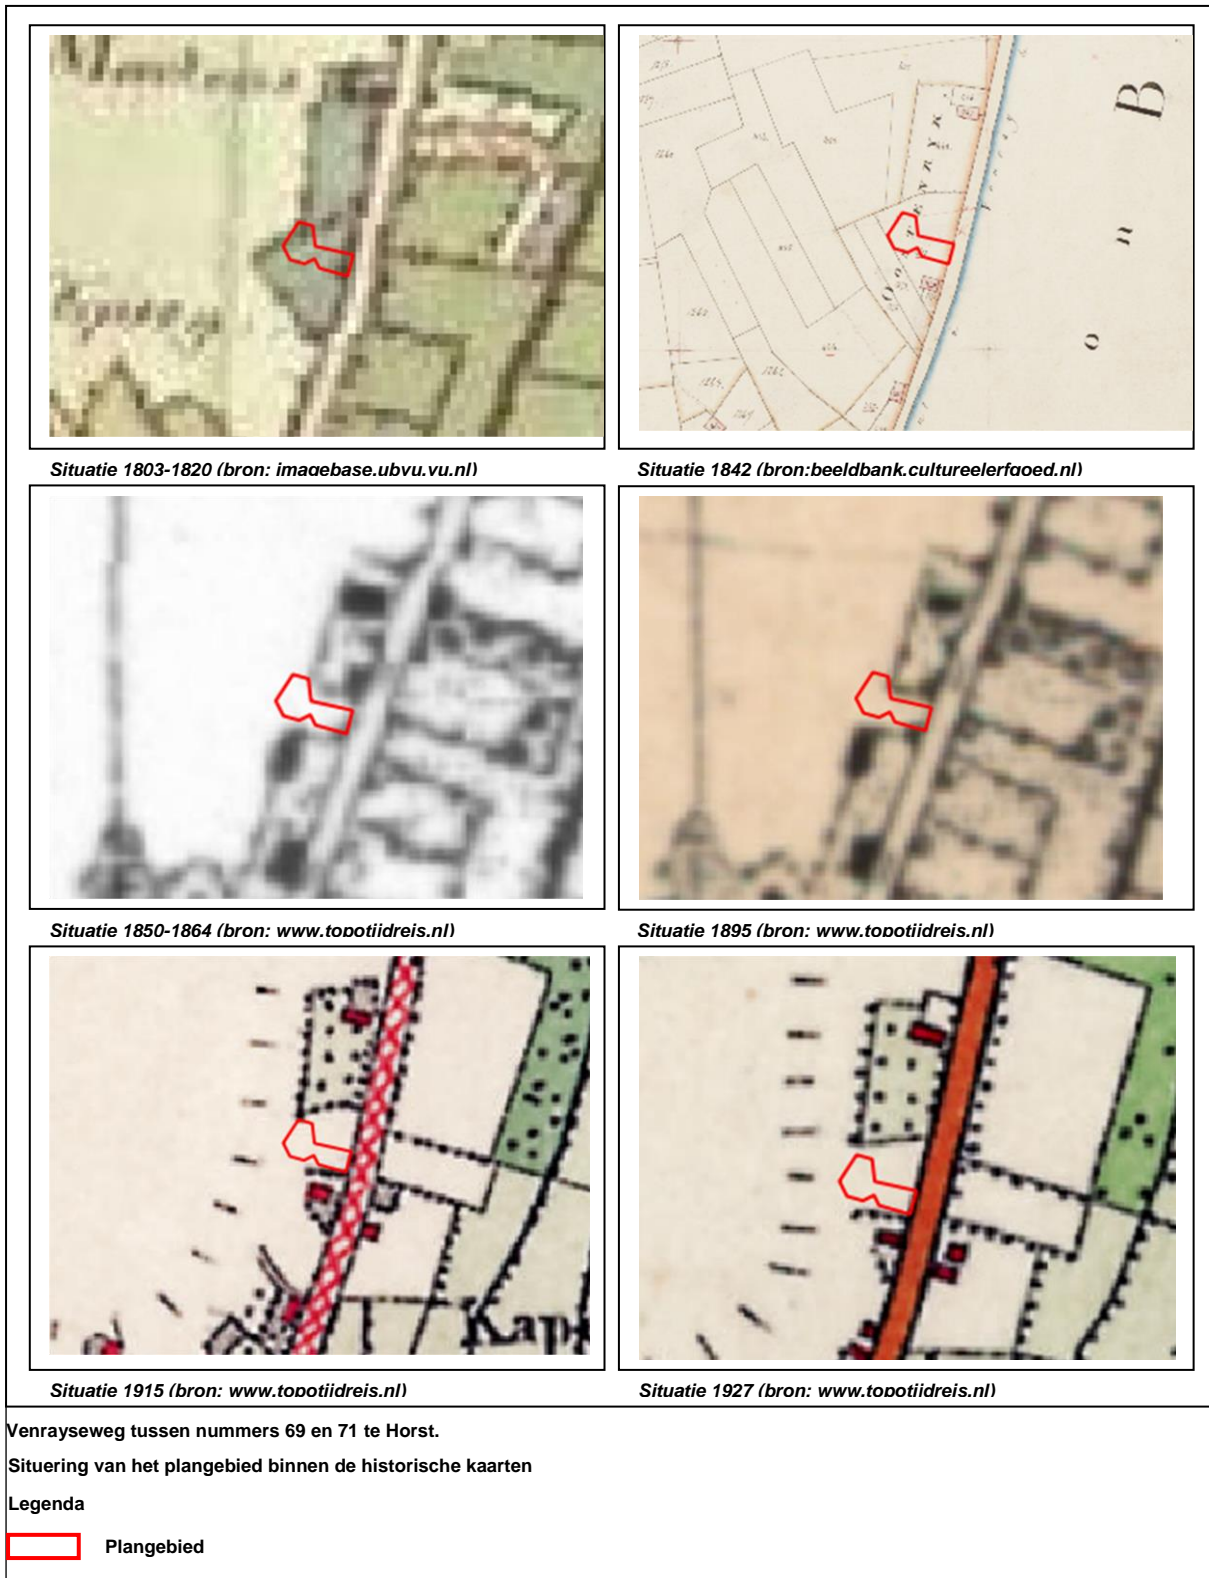 B
o n
O O S T E N R Y K
Situatie 1803-1820 (bron: imagebase.ubvu.vu.nl)
Situatie 1842 (bron:beeldbank.cultureelerfgoed.nl)
Situatie 1850-1864 (bron: www.topotijdreis.nl)
Situatie 1895 (bron: www.topotijdreis.nl)
Kap
Situatie 1915 (bron: www.topotijdreis.nl)
Situatie 1927 (bron: www.topotijdreis.nl)
Venrayseweg tussen nummers 69 en 71 te Horst.
Situering van het plangebied binnen de historische kaarten
Legenda
Plangebied